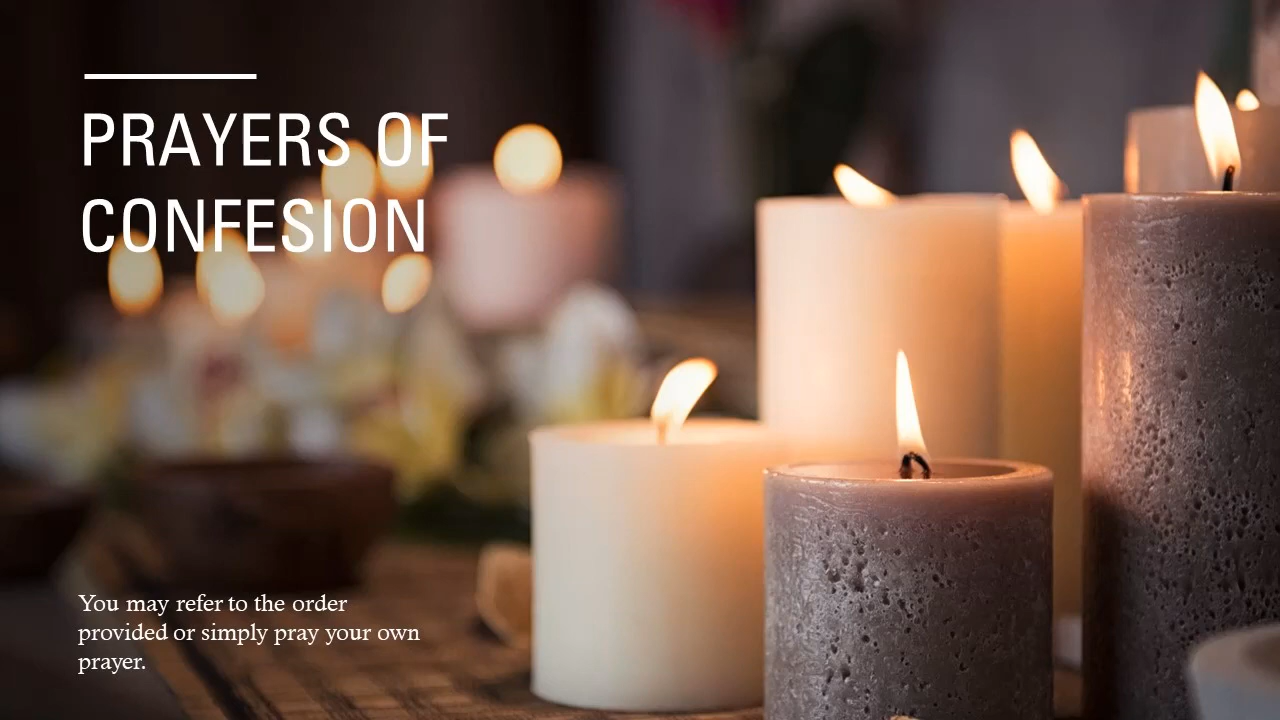 PRAYERS OF
CONFESION
You may refer to the order
provided or simply pray your own
prayer.